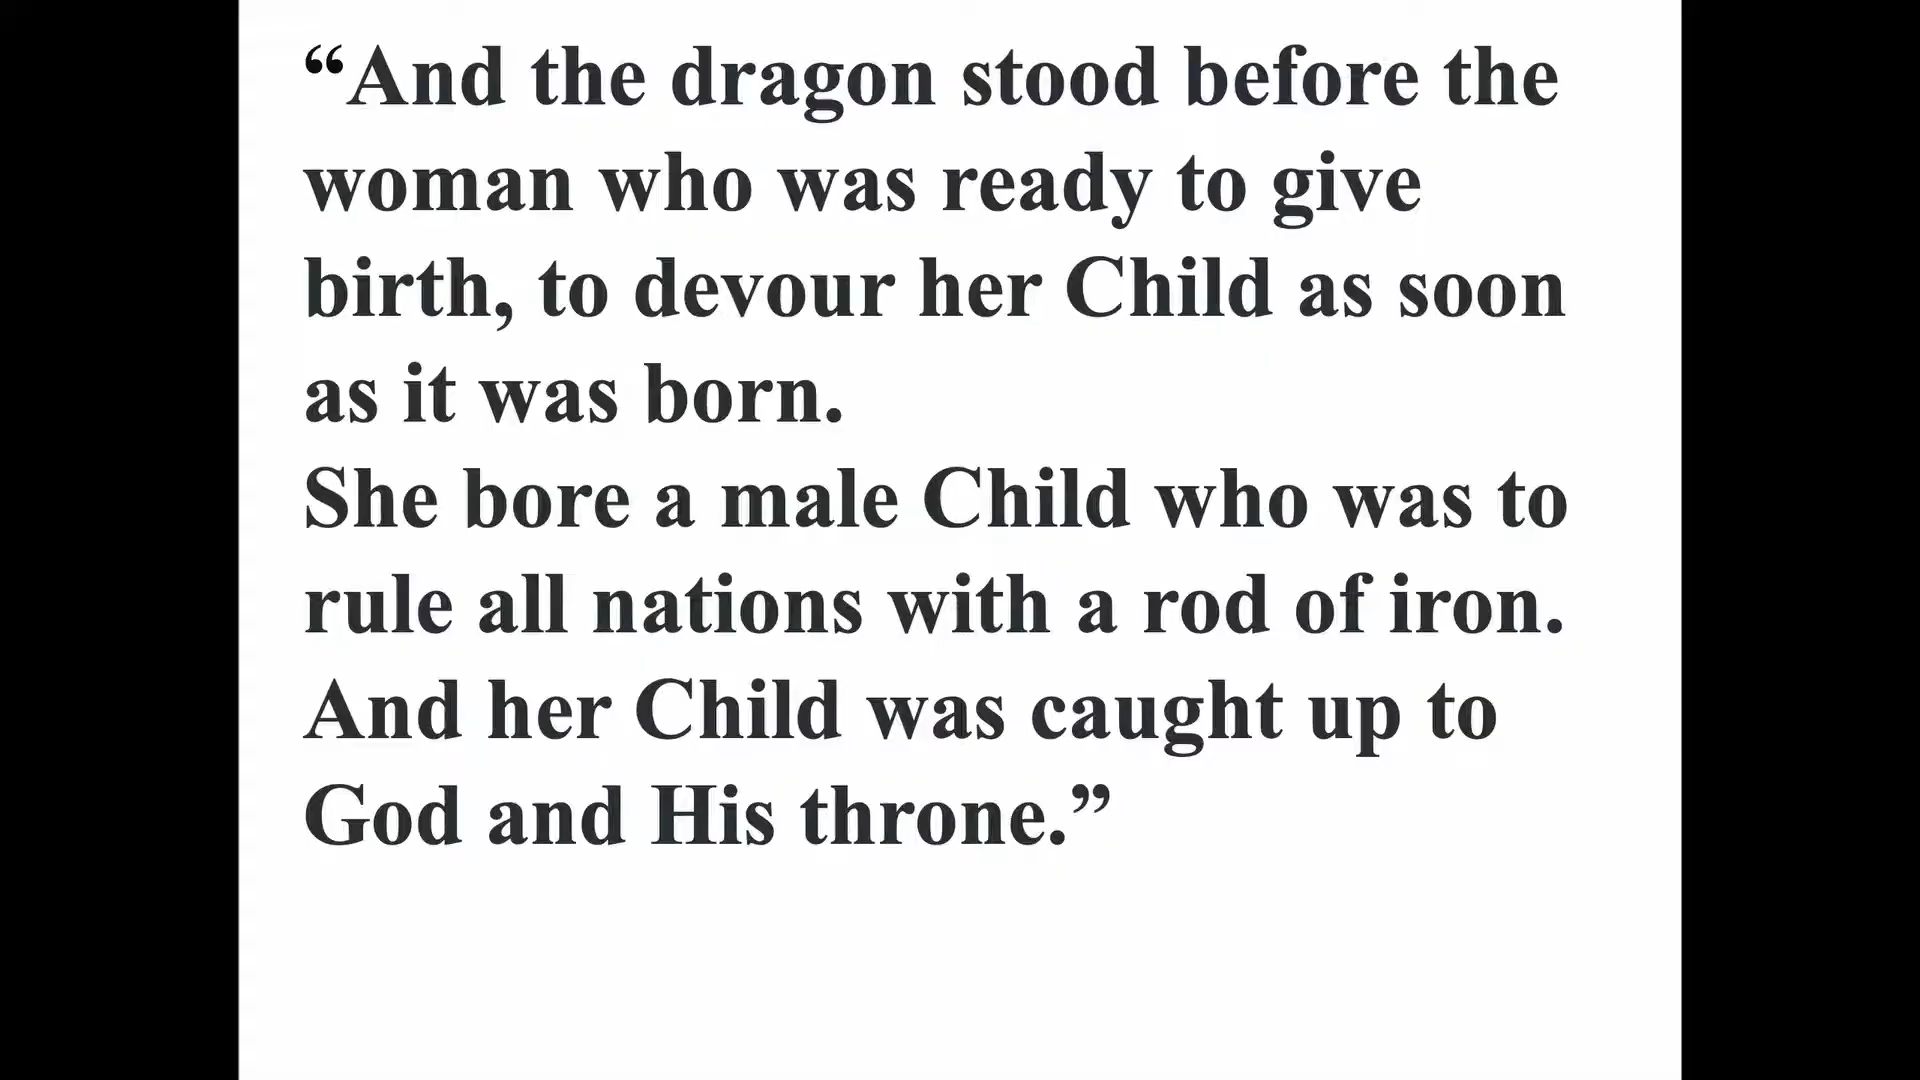 “And the dragon stood before the
woman who was ready to give
birth, to devour her Child as soon
as it was born.
She bore a male Child who was to
rule all nations with a rod of iron.
And her Child was caught up to
God and His throne.”